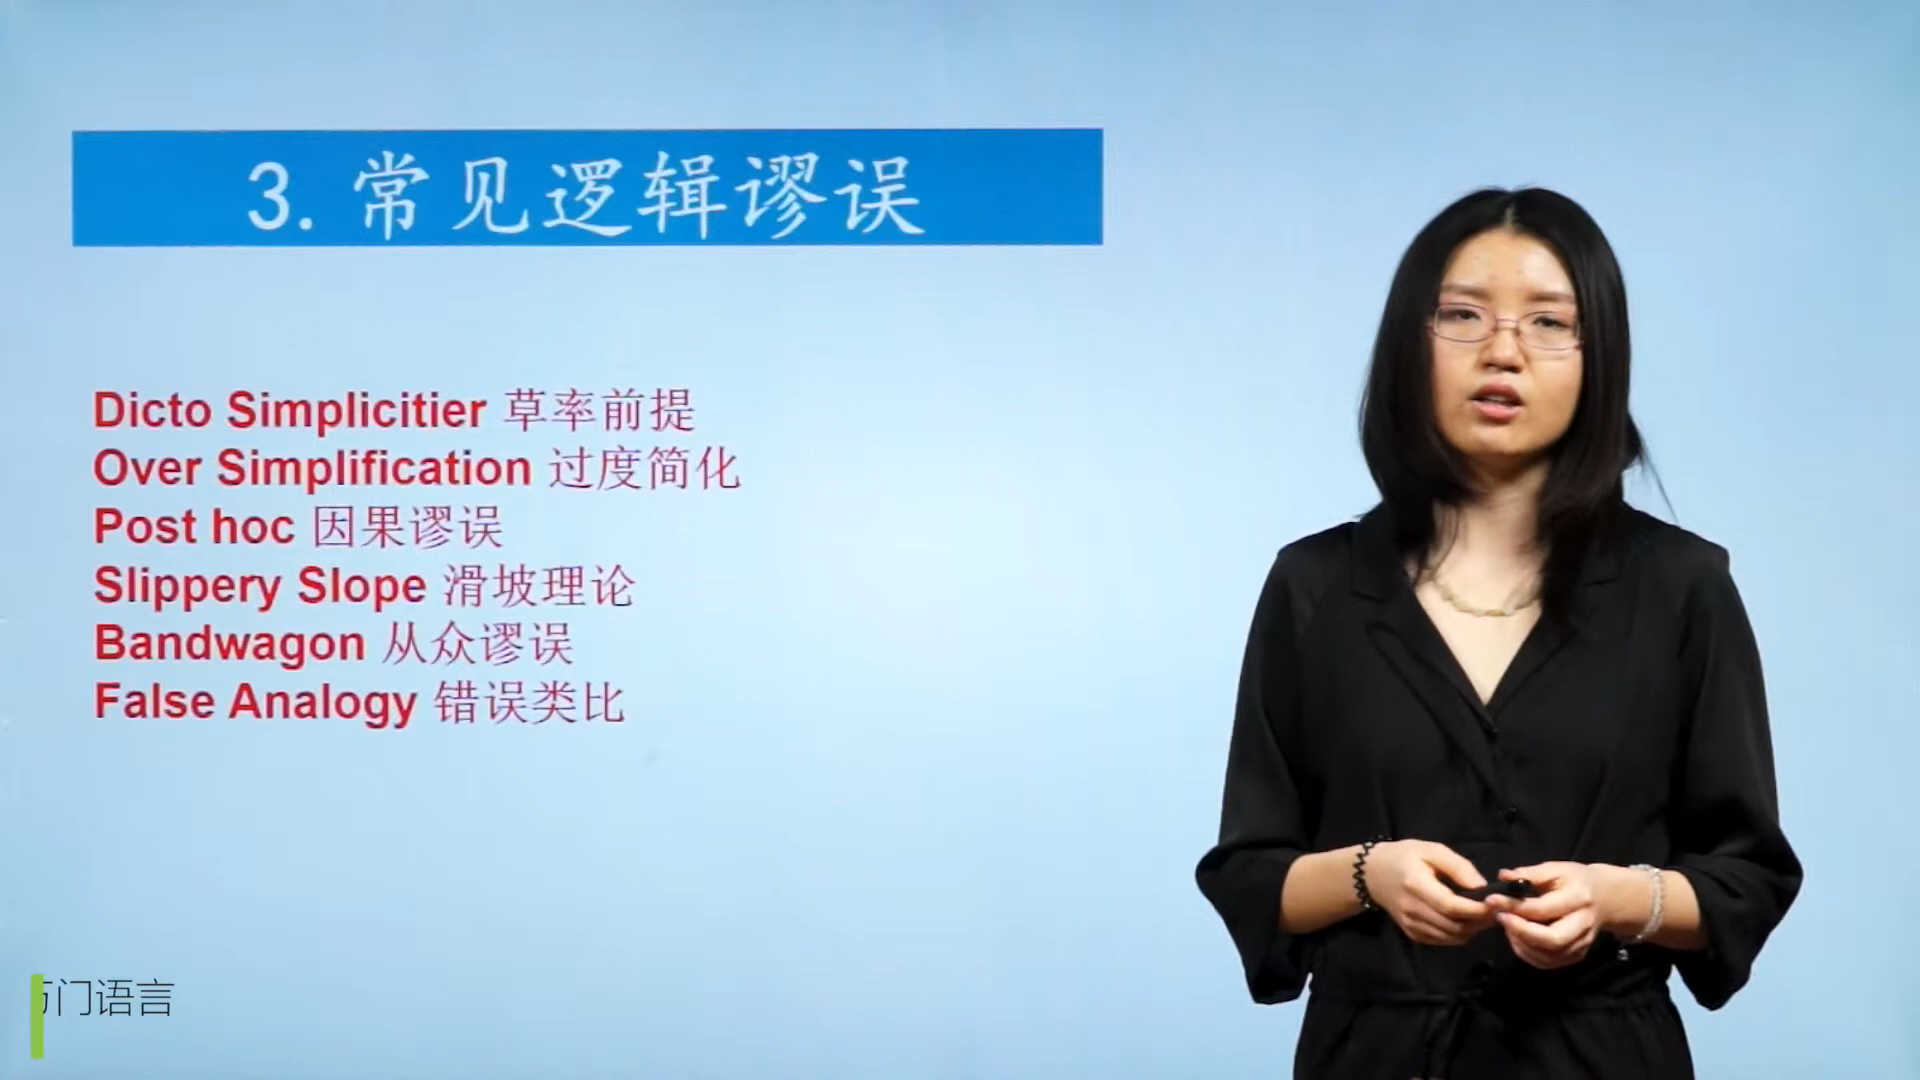 3. 常见逻辑谬误
Dicto Simplicitier 草率前提
Over Simplification 过度简化
Post hoc 因果谬误
Slippery Slope 滑坡理论
Bandwagon 从众谬误
False Analogy 错误类比
门语言